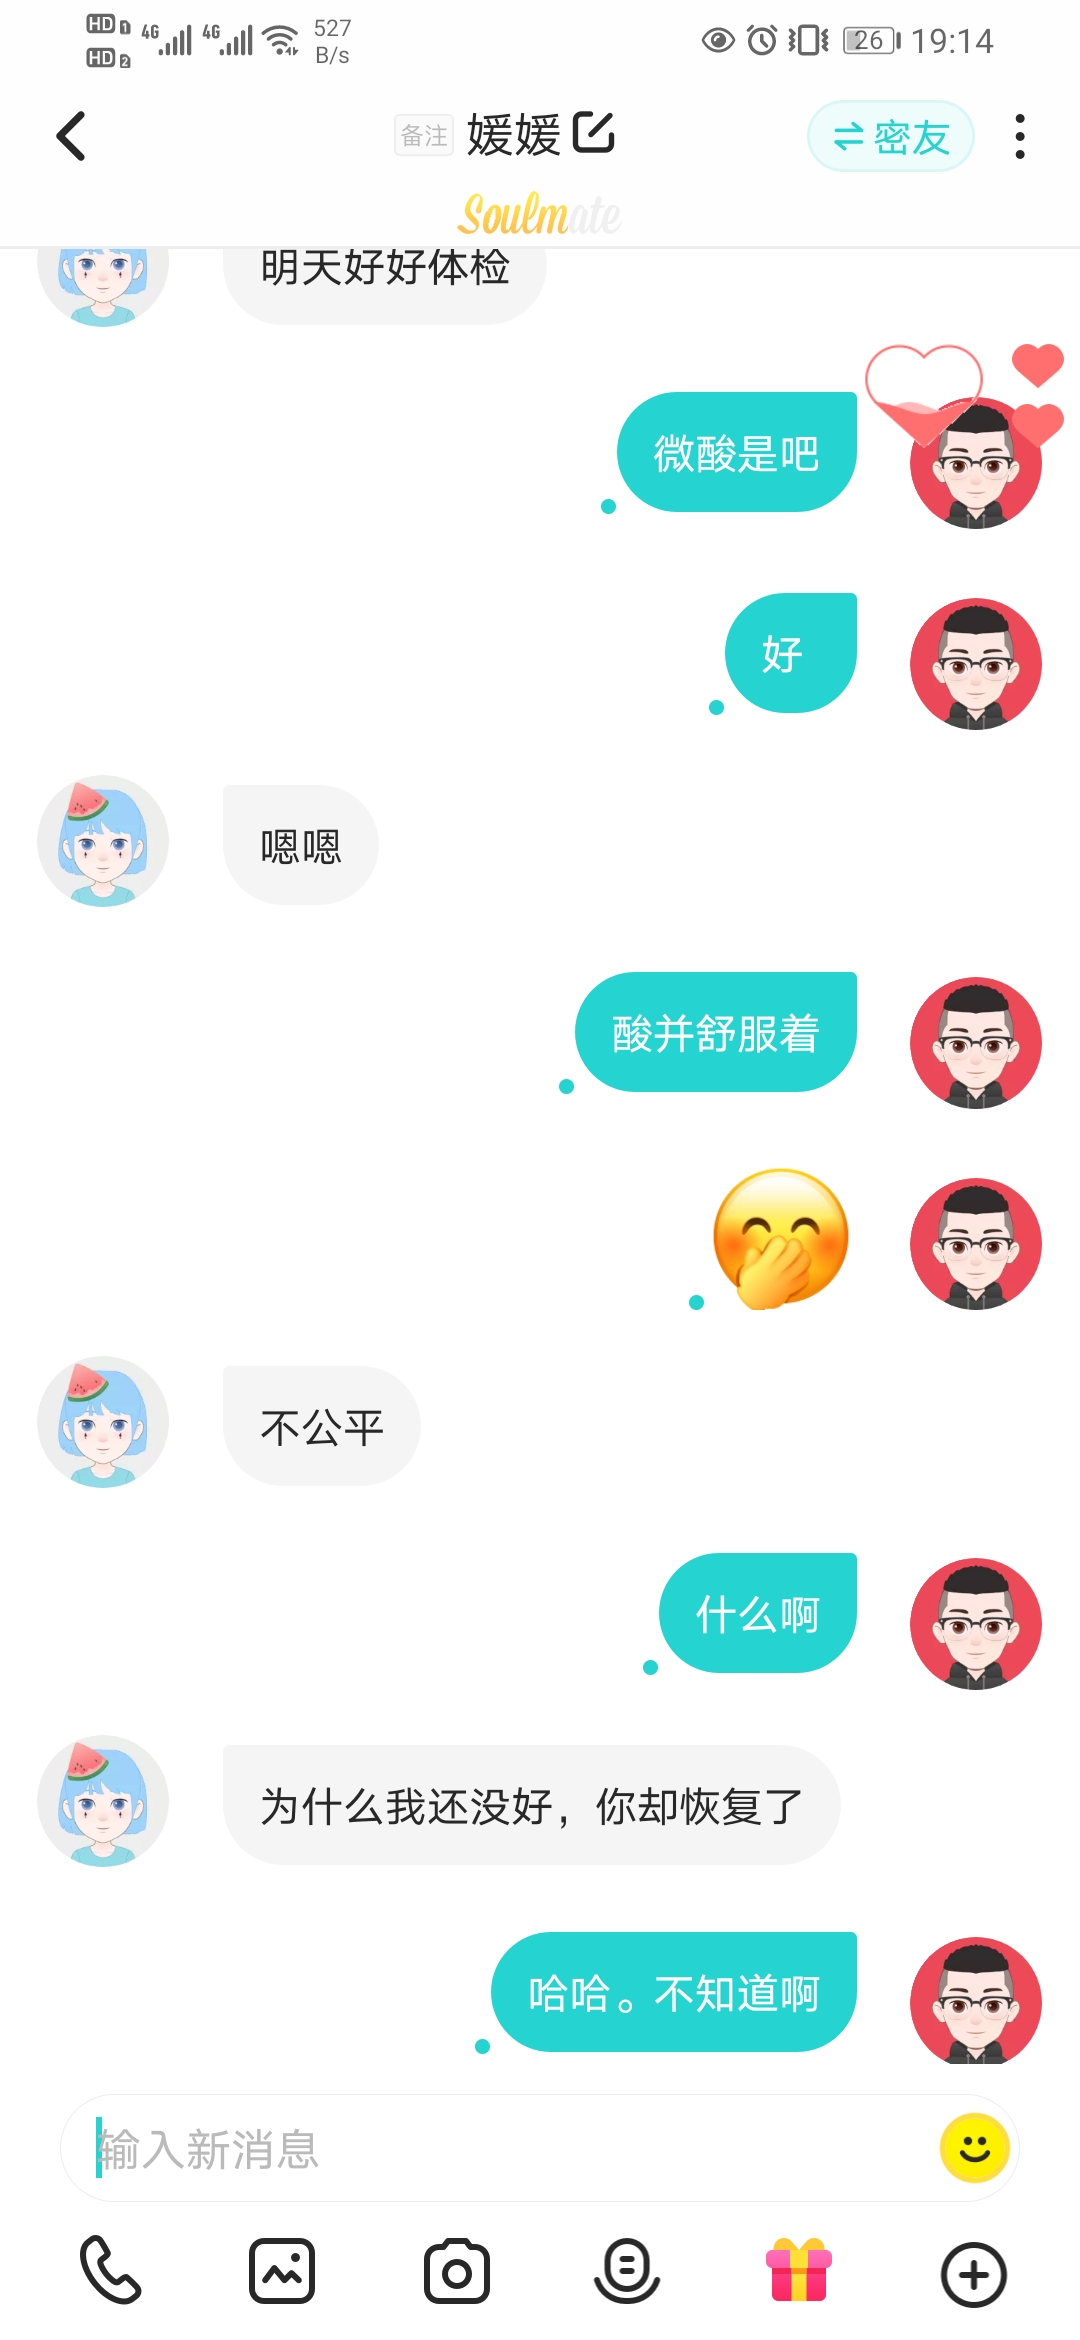 HD 1 4G 4G 527
HD 2 B/s
26 19:14
备注 媛媛
密友
Soulmate
明天好好体检
微酸是吧
好
嗯嗯
酸并舒服着
不公平
什么啊
为什么我还没好，你却恢复了
哈哈。不知道啊
输入新消息